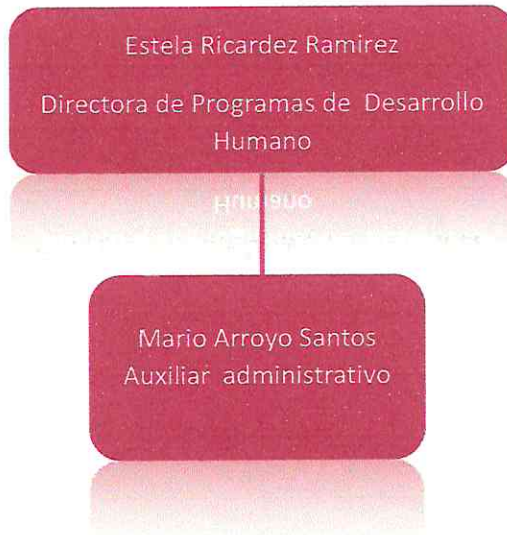 Estela Ricardez Ramirez
Directora de Programas de Desarrollo
Humano
Mario Arroyo Santos
Auxiliar administrativo